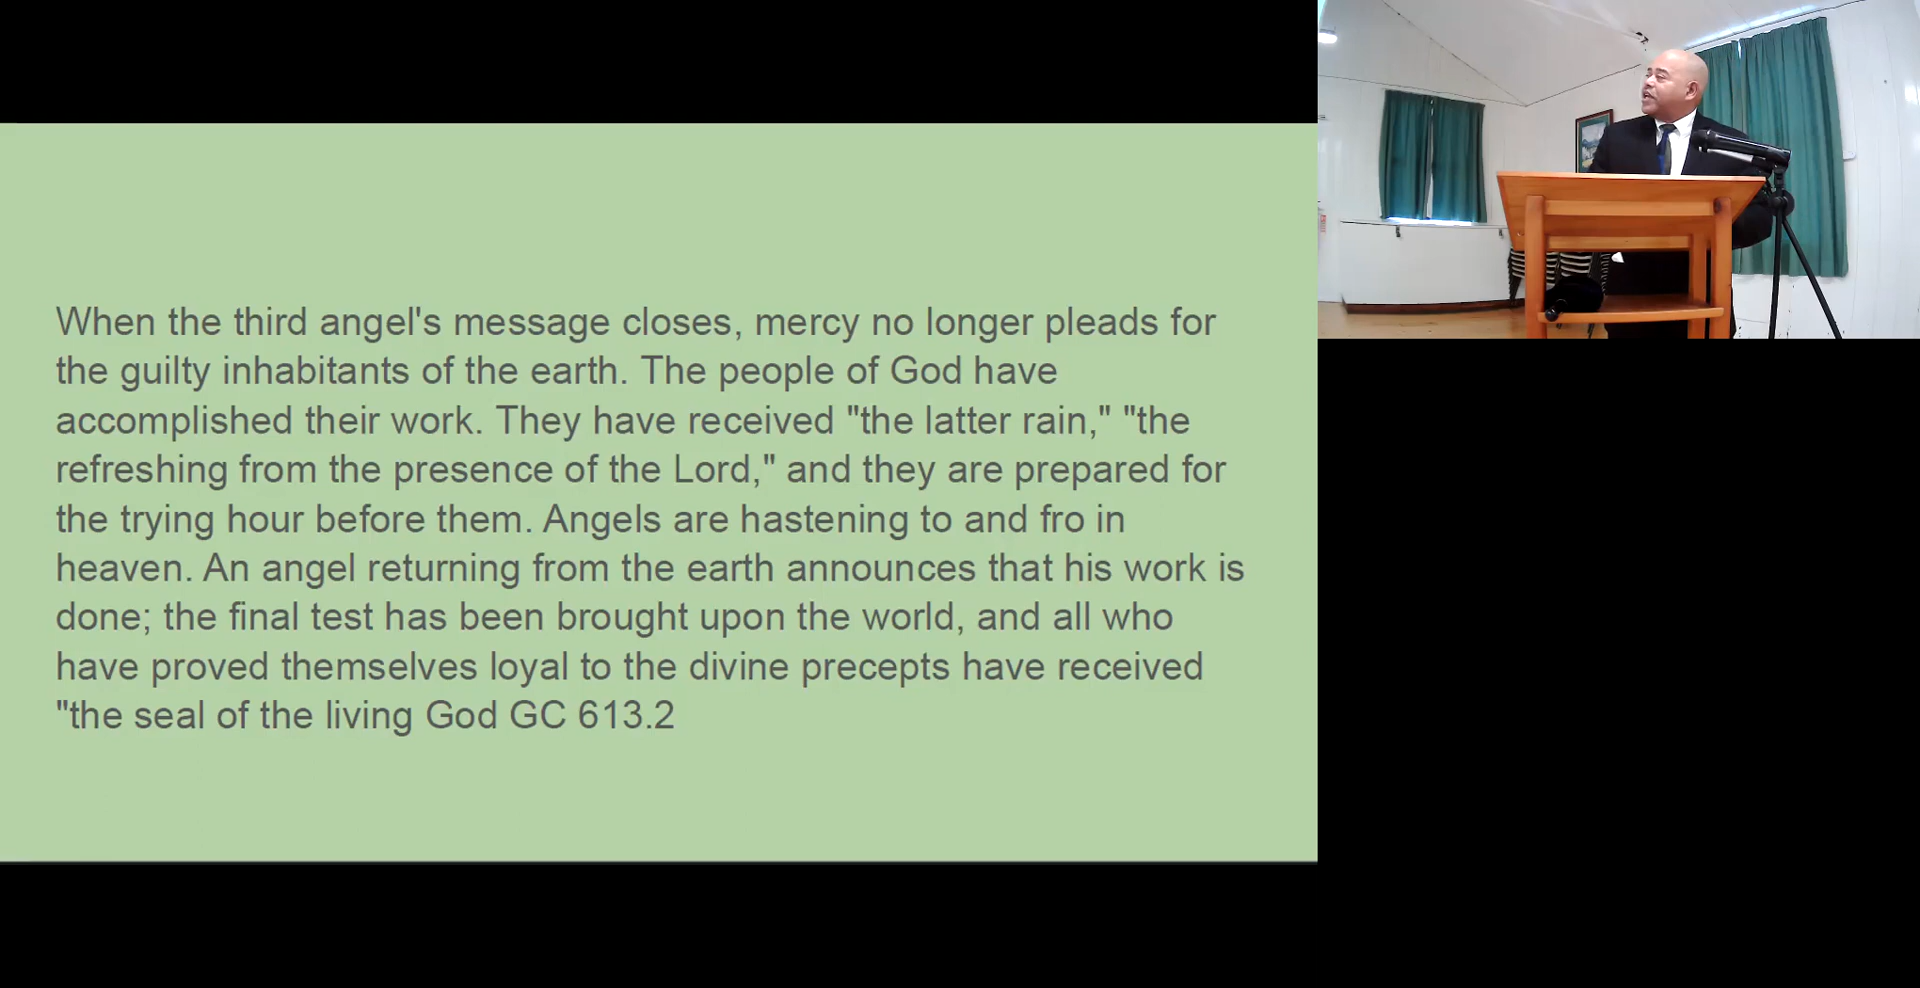 When the third angel's message closes, mercy no longer pleads for
the guilty inhabitants of the earth. The people of God have
accomplished their work. They have received "the latter rain," "the
refreshing from the presence of the Lord," and they are prepared for
the trying hour before them. Angels are hastening to and fro in
heaven. An angel returning from the earth announces that his work is
done; the final test has been brought upon the world, and all who
have proved themselves loyal to the divine precepts have received
"the seal of the living God GC 613.2